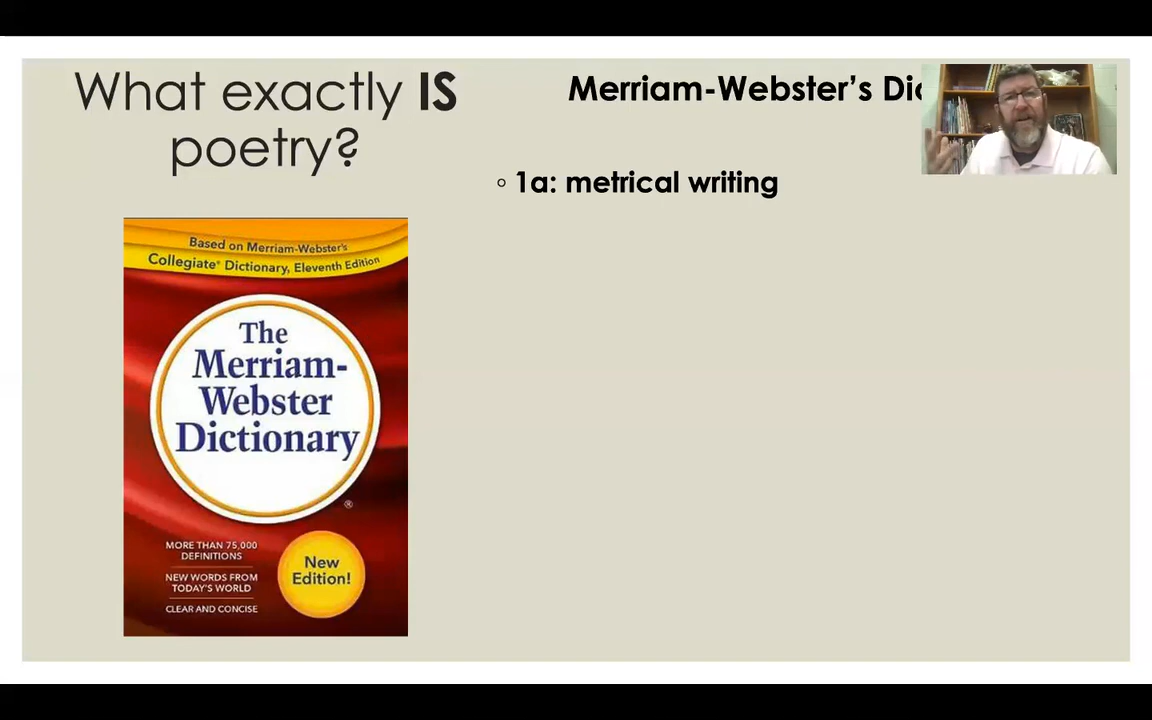 What exactly IS
poetry?
Merriam-Webster's
1a: metrical writing
Based on Merriam-Webster's
Collegiate® Dictionary, Eleventh Edition
The
Merriam-
Webster
Dictionary
®
MORE THAN 75,000
DEFINITIONS
NEW WORDS FROM
TODAY'S WORLD
CLEAR AND CONCISE
New
Edition!